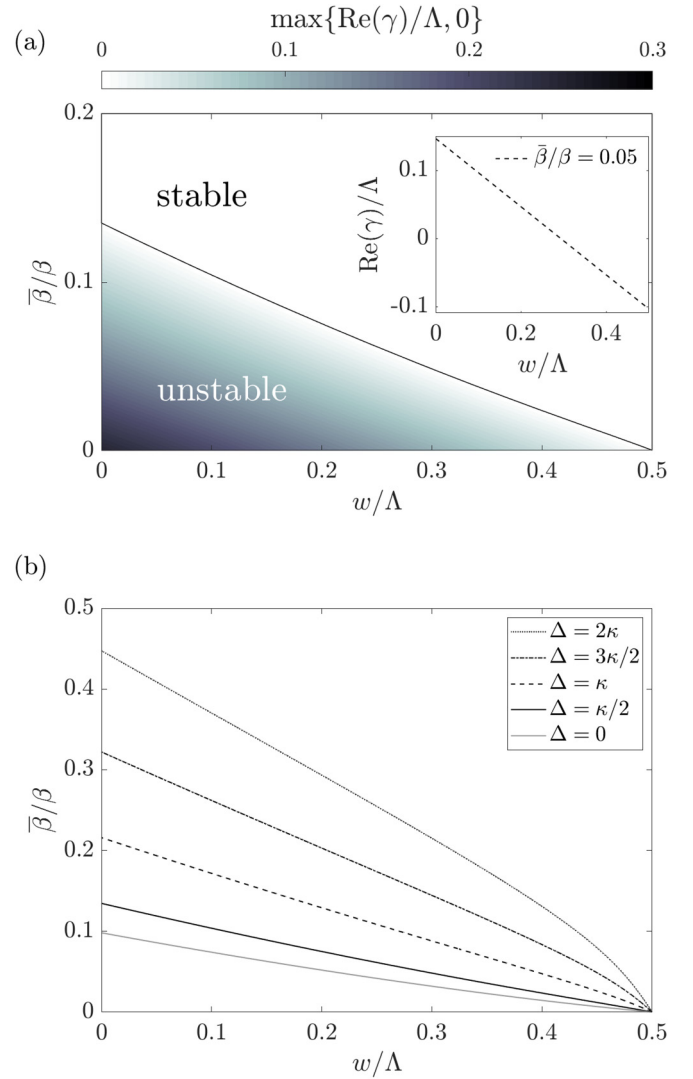 (a)
max{Re(γ)/Λ, 0}
0 0.1 0.2 0.3
0.2
0.1
0
β̅/β
stable
unstable
0 0.1 0.2 0.3 0.4 0.5
w/Λ
β̅/β = 0.05
Re(γ)/Λ
0.1
0
-0.1
0 0.2 0.4
w/Λ
(b)
0.5
0.4
0.3
0.2
0.1
0
β̅/β
Δ = 2κ
Δ = 3κ/2
Δ = κ
Δ = κ/2
Δ = 0
0 0.1 0.2 0.3 0.4 0.5
w/Λ